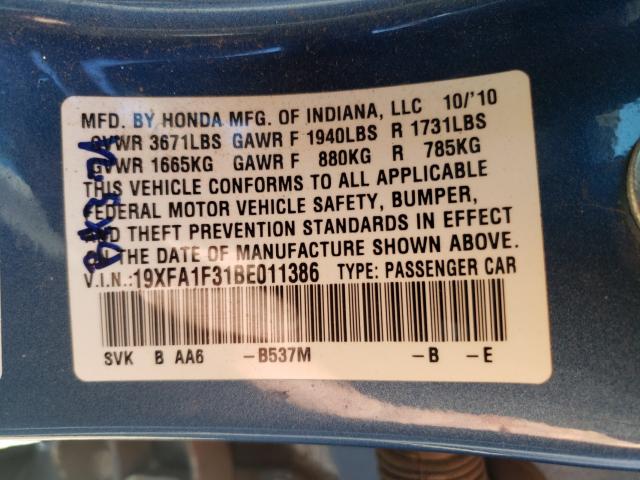 MFD. BY HONDA MFG. OF INDIANA, LLC 10/'10
GVWR 3671LBS GAWR F 1940LBS R 1731LBS
GVWR 1665KG GAWR F 880KG R 785KG
THIS VEHICLE CONFORMS TO ALL APPLICABLE
FEDERAL MOTOR VEHICLE SAFETY, BUMPER,
AND THEFT PREVENTION STANDARDS IN EFFECT
ON THE DATE OF MANUFACTURE SHOWN ABOVE.
V.I.N.:19XFA1F31BE011386 TYPE: PASSENGER CAR
SVK B AA6 -B537M -B -E